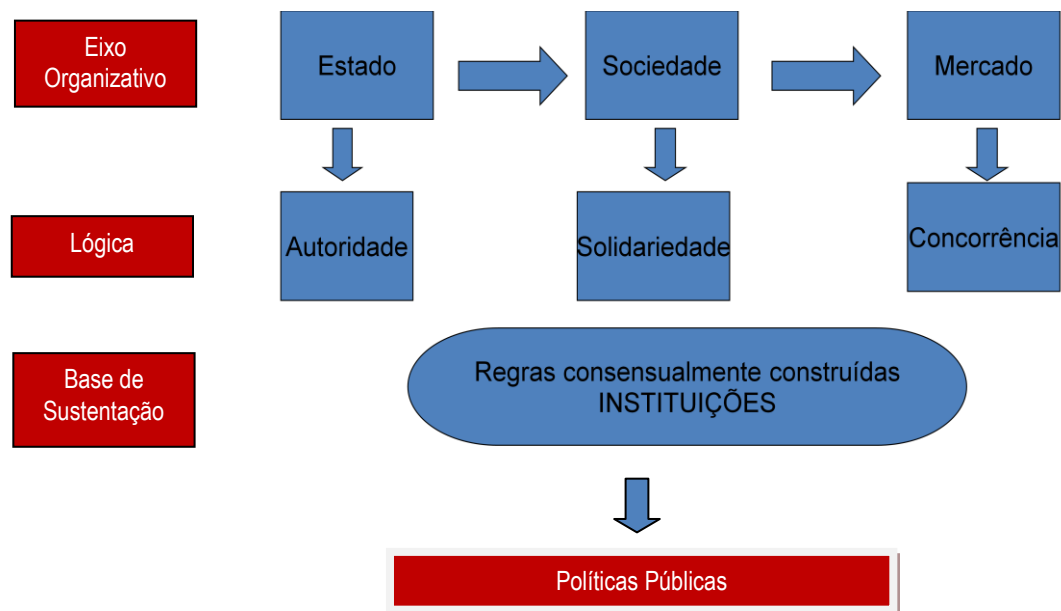 Eixo
Organizativo
Estado
Sociedade
Mercado
Lógica
Autoridade
Solidariedade
Concorrência
Base de
Sustentação
Regras consensualmente construídas
INSTITUIÇÕES
Políticas Públicas